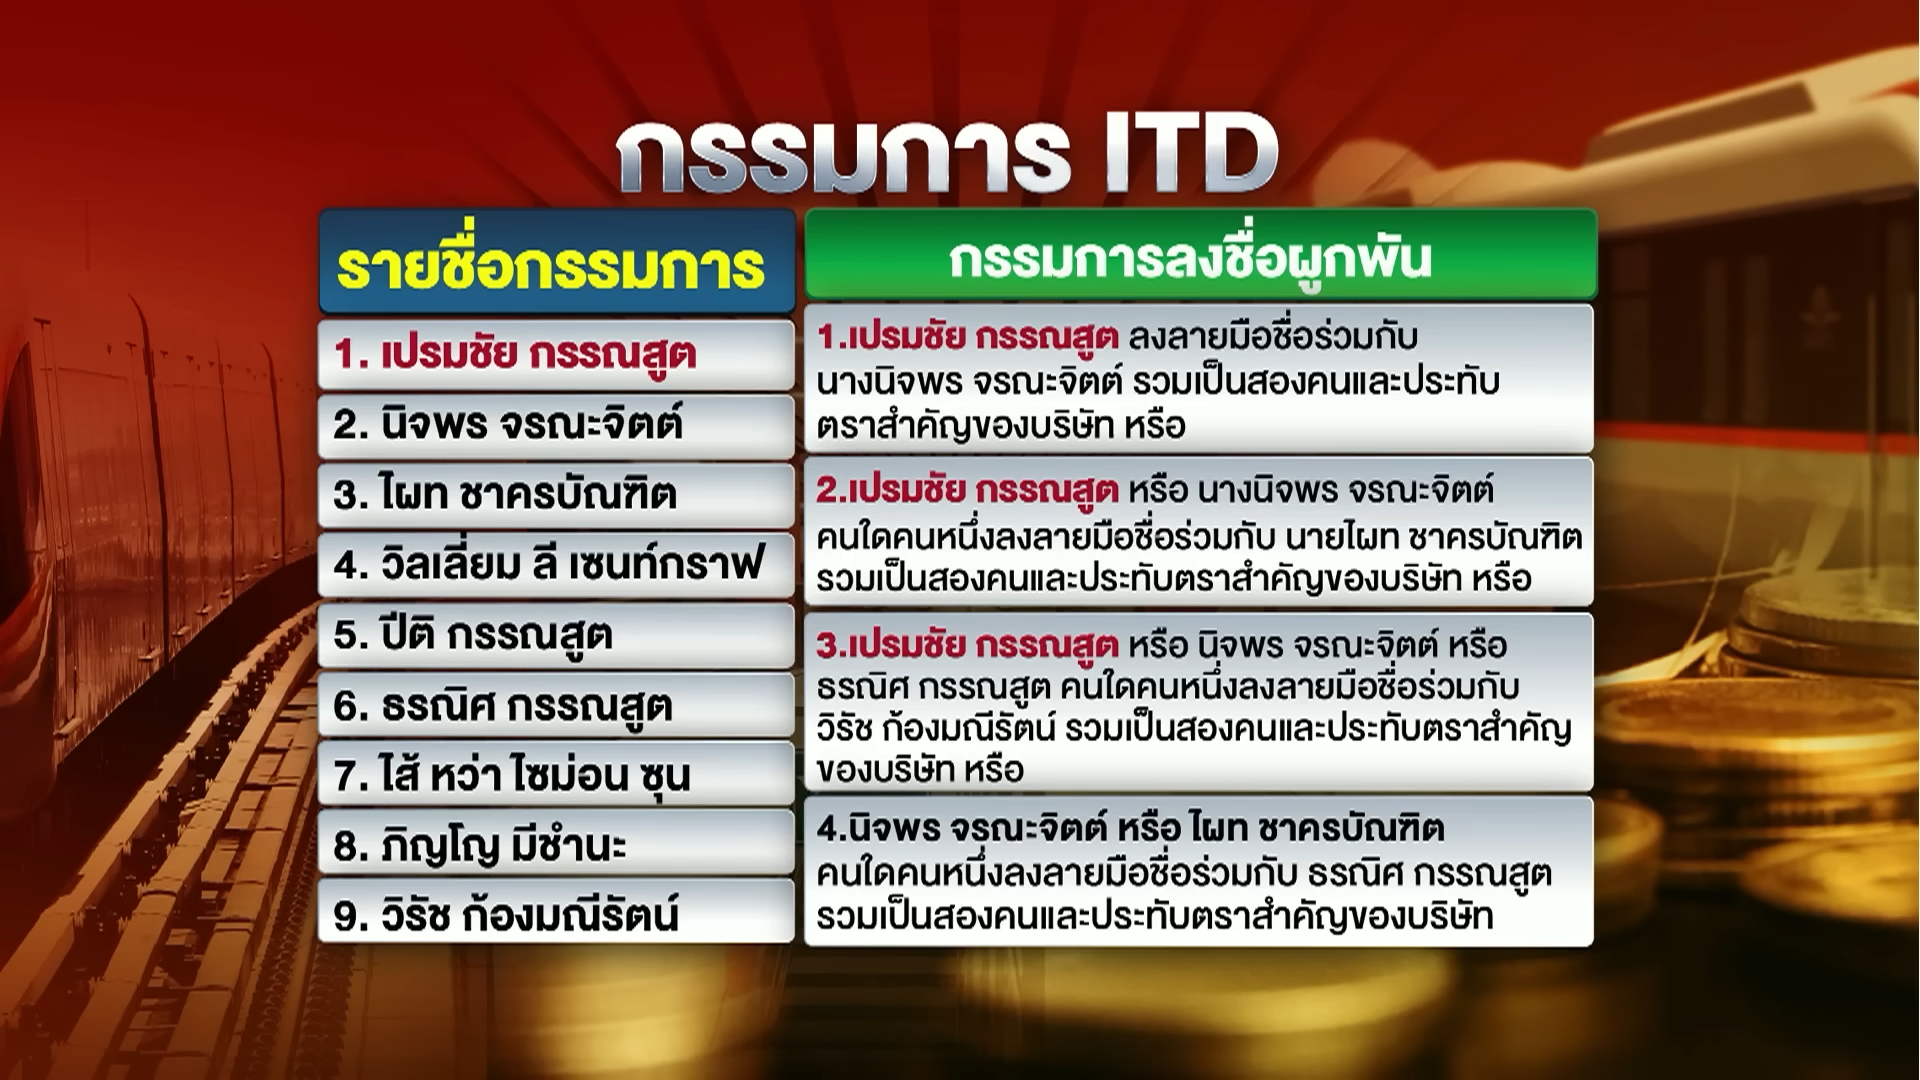 กรรมการ ITD
รายชื่อกรรมการ
1. เปรมชัย กรรณสูต
2. นิจพร จรณะจิตต์
3. ไผท ชาครบัณฑิต
4. วิลเลี่ยม ลี เซนท์กราฟ
5. ปีติ กรรณสูต
6. ธรณิศ กรรณสูต
7. ไส้ หว่า ไซม่อน ซุน
8. ภิญโญ มีชำนะ
9. วิรัช ก้องมณีรัตน์
กรรมการลงชื่อผูกพัน
1.เปรมชัย กรรณสูต ลงลายมือชื่อร่วมกับ
นางนิจพร จรณะจิตต์ รวมเป็นสองคนและประทับ
ตราสำคัญของบริษัท หรือ
2.เปรมชัย กรรณสูต หรือ นางนิจพร จรณะจิตต์
คนใดคนหนึ่งลงลายมือชื่อร่วมกับ นายไผท ชาครบัณฑิต
รวมเป็นสองคนและประทับตราสำคัญของบริษัท หรือ
3.เปรมชัย กรรณสูต หรือ นิจพร จรณะจิตต์ หรือ
ธรณิศ กรรณสูต คนใดคนหนึ่งลงลายมือชื่อร่วมกับ
วิรัช ก้องมณีรัตน์ รวมเป็นสองคนและประทับตราสำคัญ
ของบริษัท หรือ
4.นิจพร จรณะจิตต์ หรือ ไผท ชาครบัณฑิต
คนใดคนหนึ่งลงลายมือชื่อร่วมกับ ธรณิศ กรรณสูต
รวมเป็นสองคนและประทับตราสำคัญของบริษัท